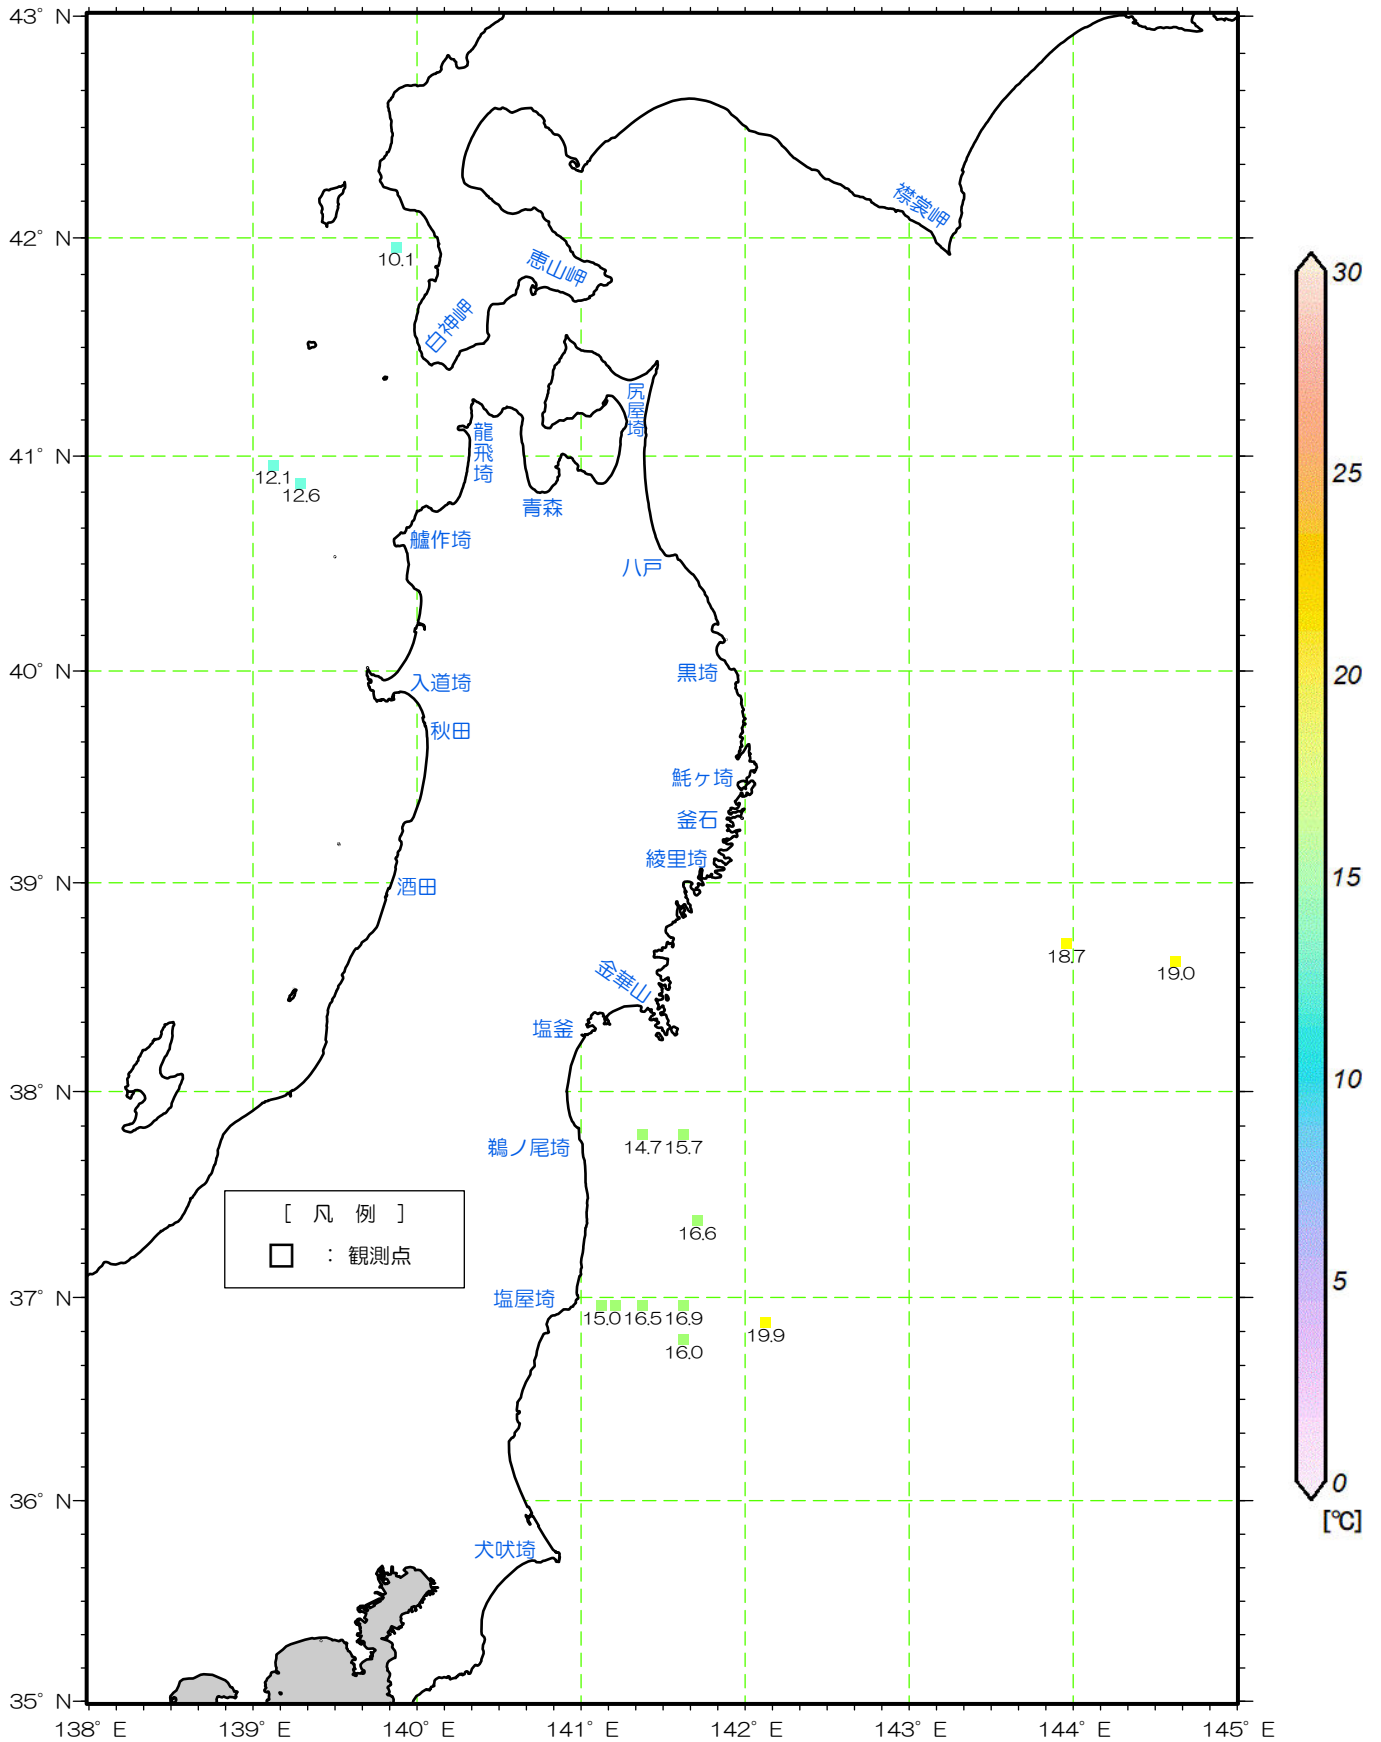 43° N
42° N
41° N
40° N
39° N
38° N
37° N
36° N
35° N
138° E
139° E
140° E
141° E
142° E
143° E
144° E
145° E
襟裳岬
恵山岬
白神岬
10.1
尻屋埼
龍飛埼
12.1
12.6
青森
艫作埼
八戸
入道埼
黒埼
秋田
魹ヶ埼
釜石
綾里埼
酒田
18.7
19.0
金華山
塩釜
鵜ノ尾埼
14.7
15.7
16.6
[ 凡 例 ]
□ : 観測点
塩屋埼
15.0
16.5
16.9
19.9
16.0
犬吠埼
30
25
20
15
10
5
0
[℃]